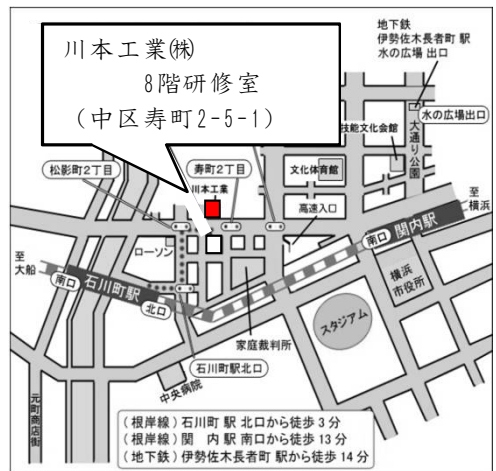 川本工業㈱
8階研修室
(中区寿町2-5-1)
地下鉄
伊勢佐木長者町 駅
水の広場 出口
水の広場出口
大通り公園
技能文化会館
文化体育館
松影町2丁目
寿町2丁目
川本工業
高速入口
至
横浜
関内駅
南口
ローソン
至
大船
南口
石川町駅
北口
横浜
市役所
スタジアム
家庭裁判所
石川町駅北口
中央病院
元町商店街
(根岸線)石川町 駅 北口から徒歩 3 分
(根岸線)関 内 駅 南口から徒歩 13 分
(地下鉄)伊勢佐木長者町 駅から徒歩 14 分